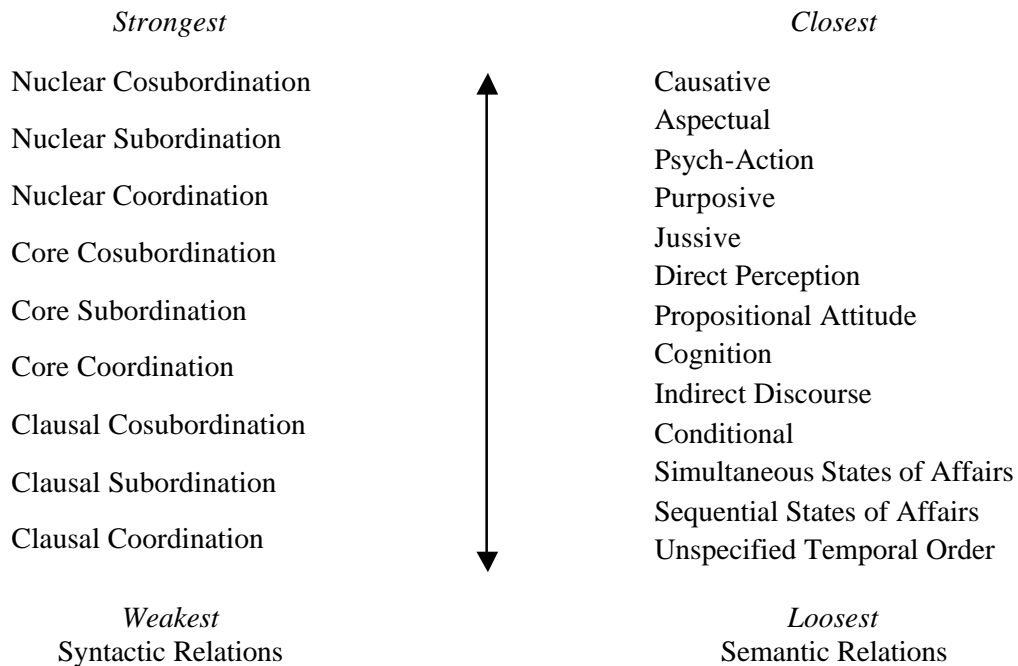 Strongest
Closest
Nuclear Cosubordination
Nuclear Subordination
Nuclear Coordination
Core Cosubordination
Core Subordination
Core Coordination
Clausal Cosubordination
Clausal Subordination
Clausal Coordination
Causative
Aspectual
Psych-Action
Purposive
Jussive
Direct Perception
Propositional Attitude
Cognition
Indirect Discourse
Conditional
Simultaneous States of Affairs
Sequential States of Affairs
Unspecified Temporal Order
Weakest
Syntactic Relations
Loosest
Semantic Relations